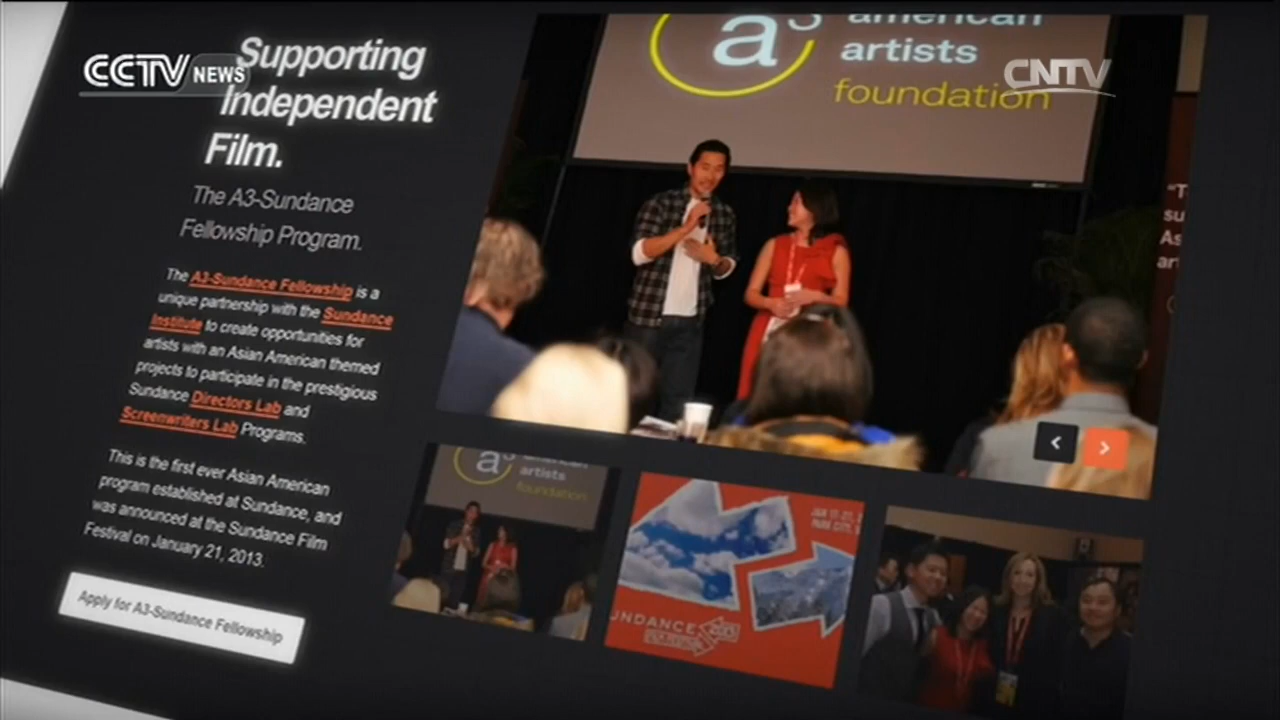 CCTV NEWS
CNTV
Supporting
Independent
Film.
The A3-Sundance
Fellowship Program.
The A3-Sundance Fellowship is a
unique partnership with the Sundance
Institute to create opportunities for
artists with an Asian American themed
projects to participate in the prestigious
Sundance Directors Lab and
Screenwriters Lab Programs.
This is the first ever Asian American
program established at Sundance, and
was announced at the Sundance Film
Festival on January 21, 2013.
Apply for A3-Sundance Fellowship
a3
american
artists
foundation
a3
american
artists
foundation
UNDANCE
FILM FESTIVAL